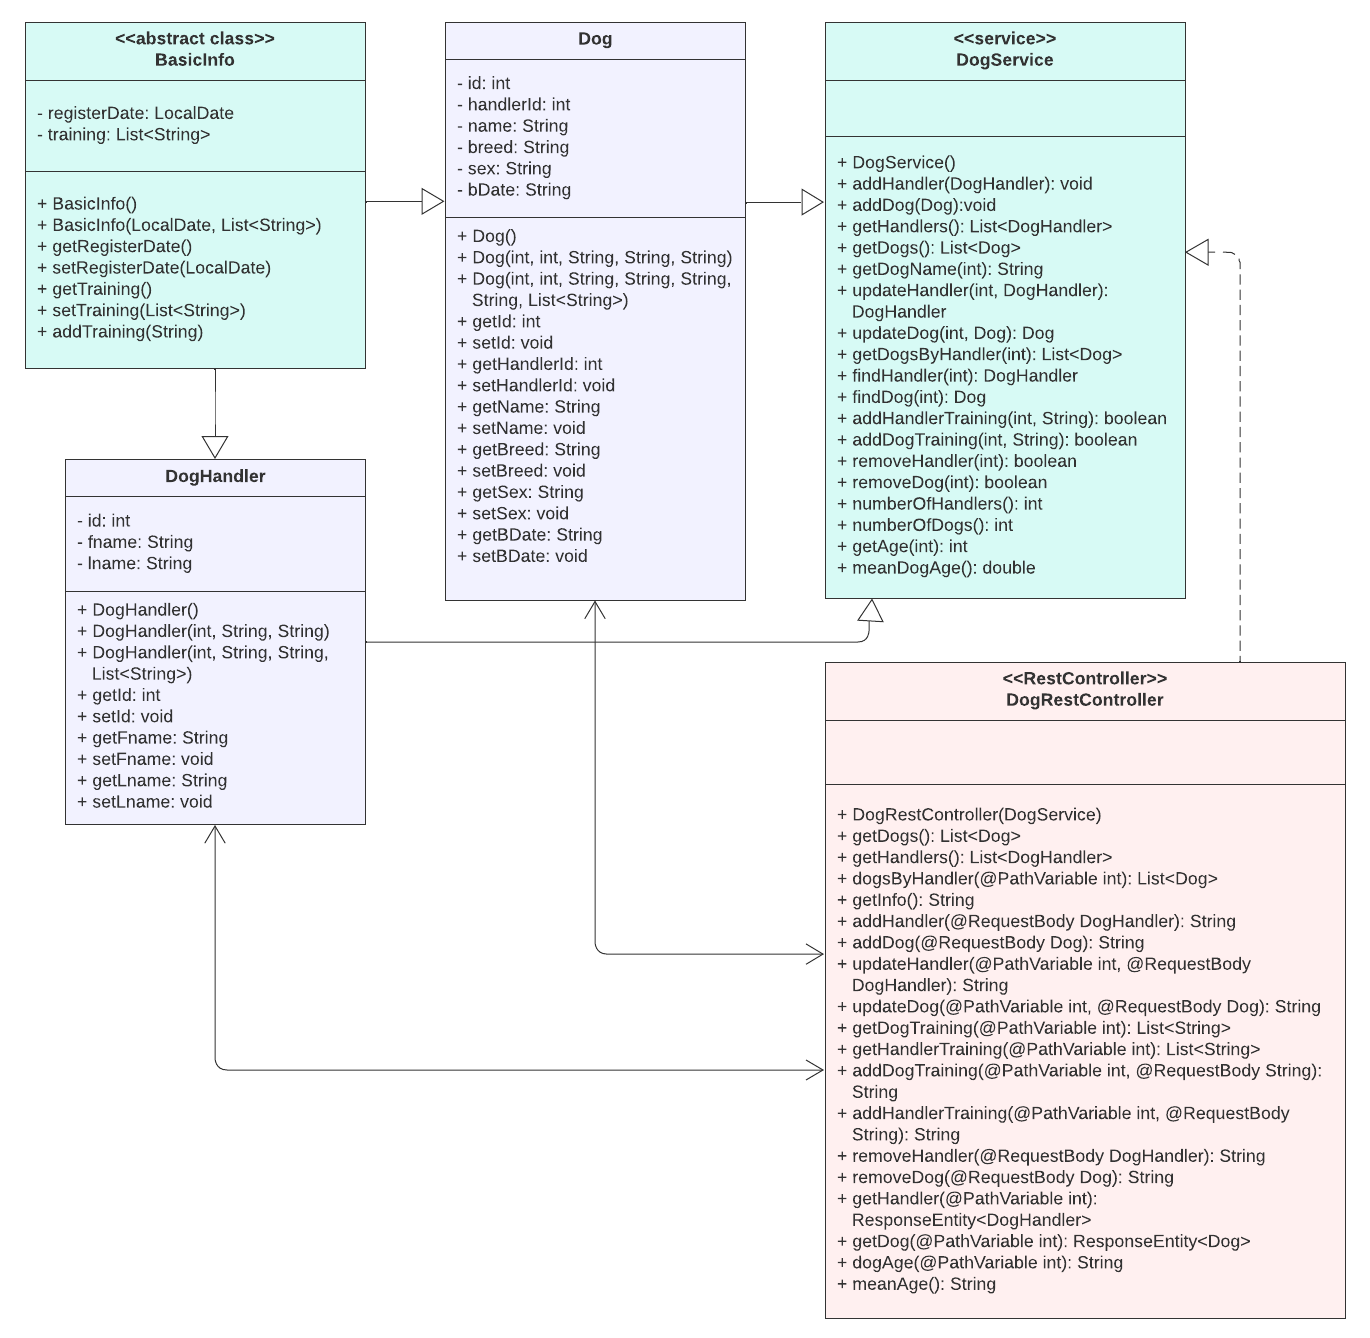 <<abstract class>>
BasicInfo
- registerDate: LocalDate
- training: List<String>
+ BasicInfo()
+ BasicInfo(LocalDate, List<String>)
+ getRegisterDate()
+ setRegisterDate(LocalDate)
+ getTraining()
+ setTraining(List<String>)
+ addTraining(String)
Dog
- id: int
- handlerId: int
- name: String
- breed: String
- sex: String
- bDate: String
+ Dog()
+ Dog(int, int, String, String, String)
+ Dog(int, int, String, String, String,
String, List<String>)
+ getId: int
+ setId: void
+ getHandlerId: int
+ setHandlerId: void
+ getName: String
+ setName: void
+ getBreed: String
+ setBreed: void
+ getSex: String
+ setSex: void
+ getBDate: String
+ setBDate: void
<<service>>
DogService
+ DogService()
+ addHandler(DogHandler): void
+ addDog(Dog):void
+ getHandlers(): List<DogHandler>
+ getDogs(): List<Dog>
+ getDogName(int): String
+ updateHandler(int, DogHandler):
DogHandler
+ updateDog(int, Dog): Dog
+ getDogsByHandler(int): List<Dog>
+ findHandler(int): DogHandler
+ findDog(int): Dog
+ addHandlerTraining(int, String): boolean
+ addDogTraining(int, String): boolean
+ removeHandler(int): boolean
+ removeDog(int): boolean
+ numberOfHandlers(): int
+ numberOfDogs(): int
+ getAge(int): int
+ meanDogAge(): double
DogHandler
- id: int
- fname: String
- lname: String
+ DogHandler()
+ DogHandler(int, String, String)
+ DogHandler(int, String, String,
List<String>)
+ getId: int
+ setId: void
+ getFname: String
+ setFname: void
+ getLname: String
+ setLname: void
<<RestController>>
DogRestController
+ DogRestController(DogService)
+ getDogs(): List<Dog>
+ getHandlers(): List<DogHandler>
+ dogsByHandler(@PathVariable int): List<Dog>
+ getInfo(): String
+ addHandler(@RequestBody DogHandler): String
+ addDog(@RequestBody Dog): String
+ updateHandler(@PathVariable int, @RequestBody
DogHandler): String
+ updateDog(@PathVariable int, @RequestBody Dog): String
+ getDogTraining(@PathVariable int): List<String>
+ getHandlerTraining(@PathVariable int): List<String>
+ addDogTraining(@PathVariable int, @RequestBody String):
String
+ addHandlerTraining(@PathVariable int, @RequestBody
String): String
+ removeHandler(@RequestBody DogHandler): String
+ removeDog(@RequestBody Dog): String
+ getHandler(@PathVariable int):
ResponseEntity<DogHandler>
+ getDog(@PathVariable int): ResponseEntity<Dog>
+ dogAge(@PathVariable int): String
+ meanAge(): String